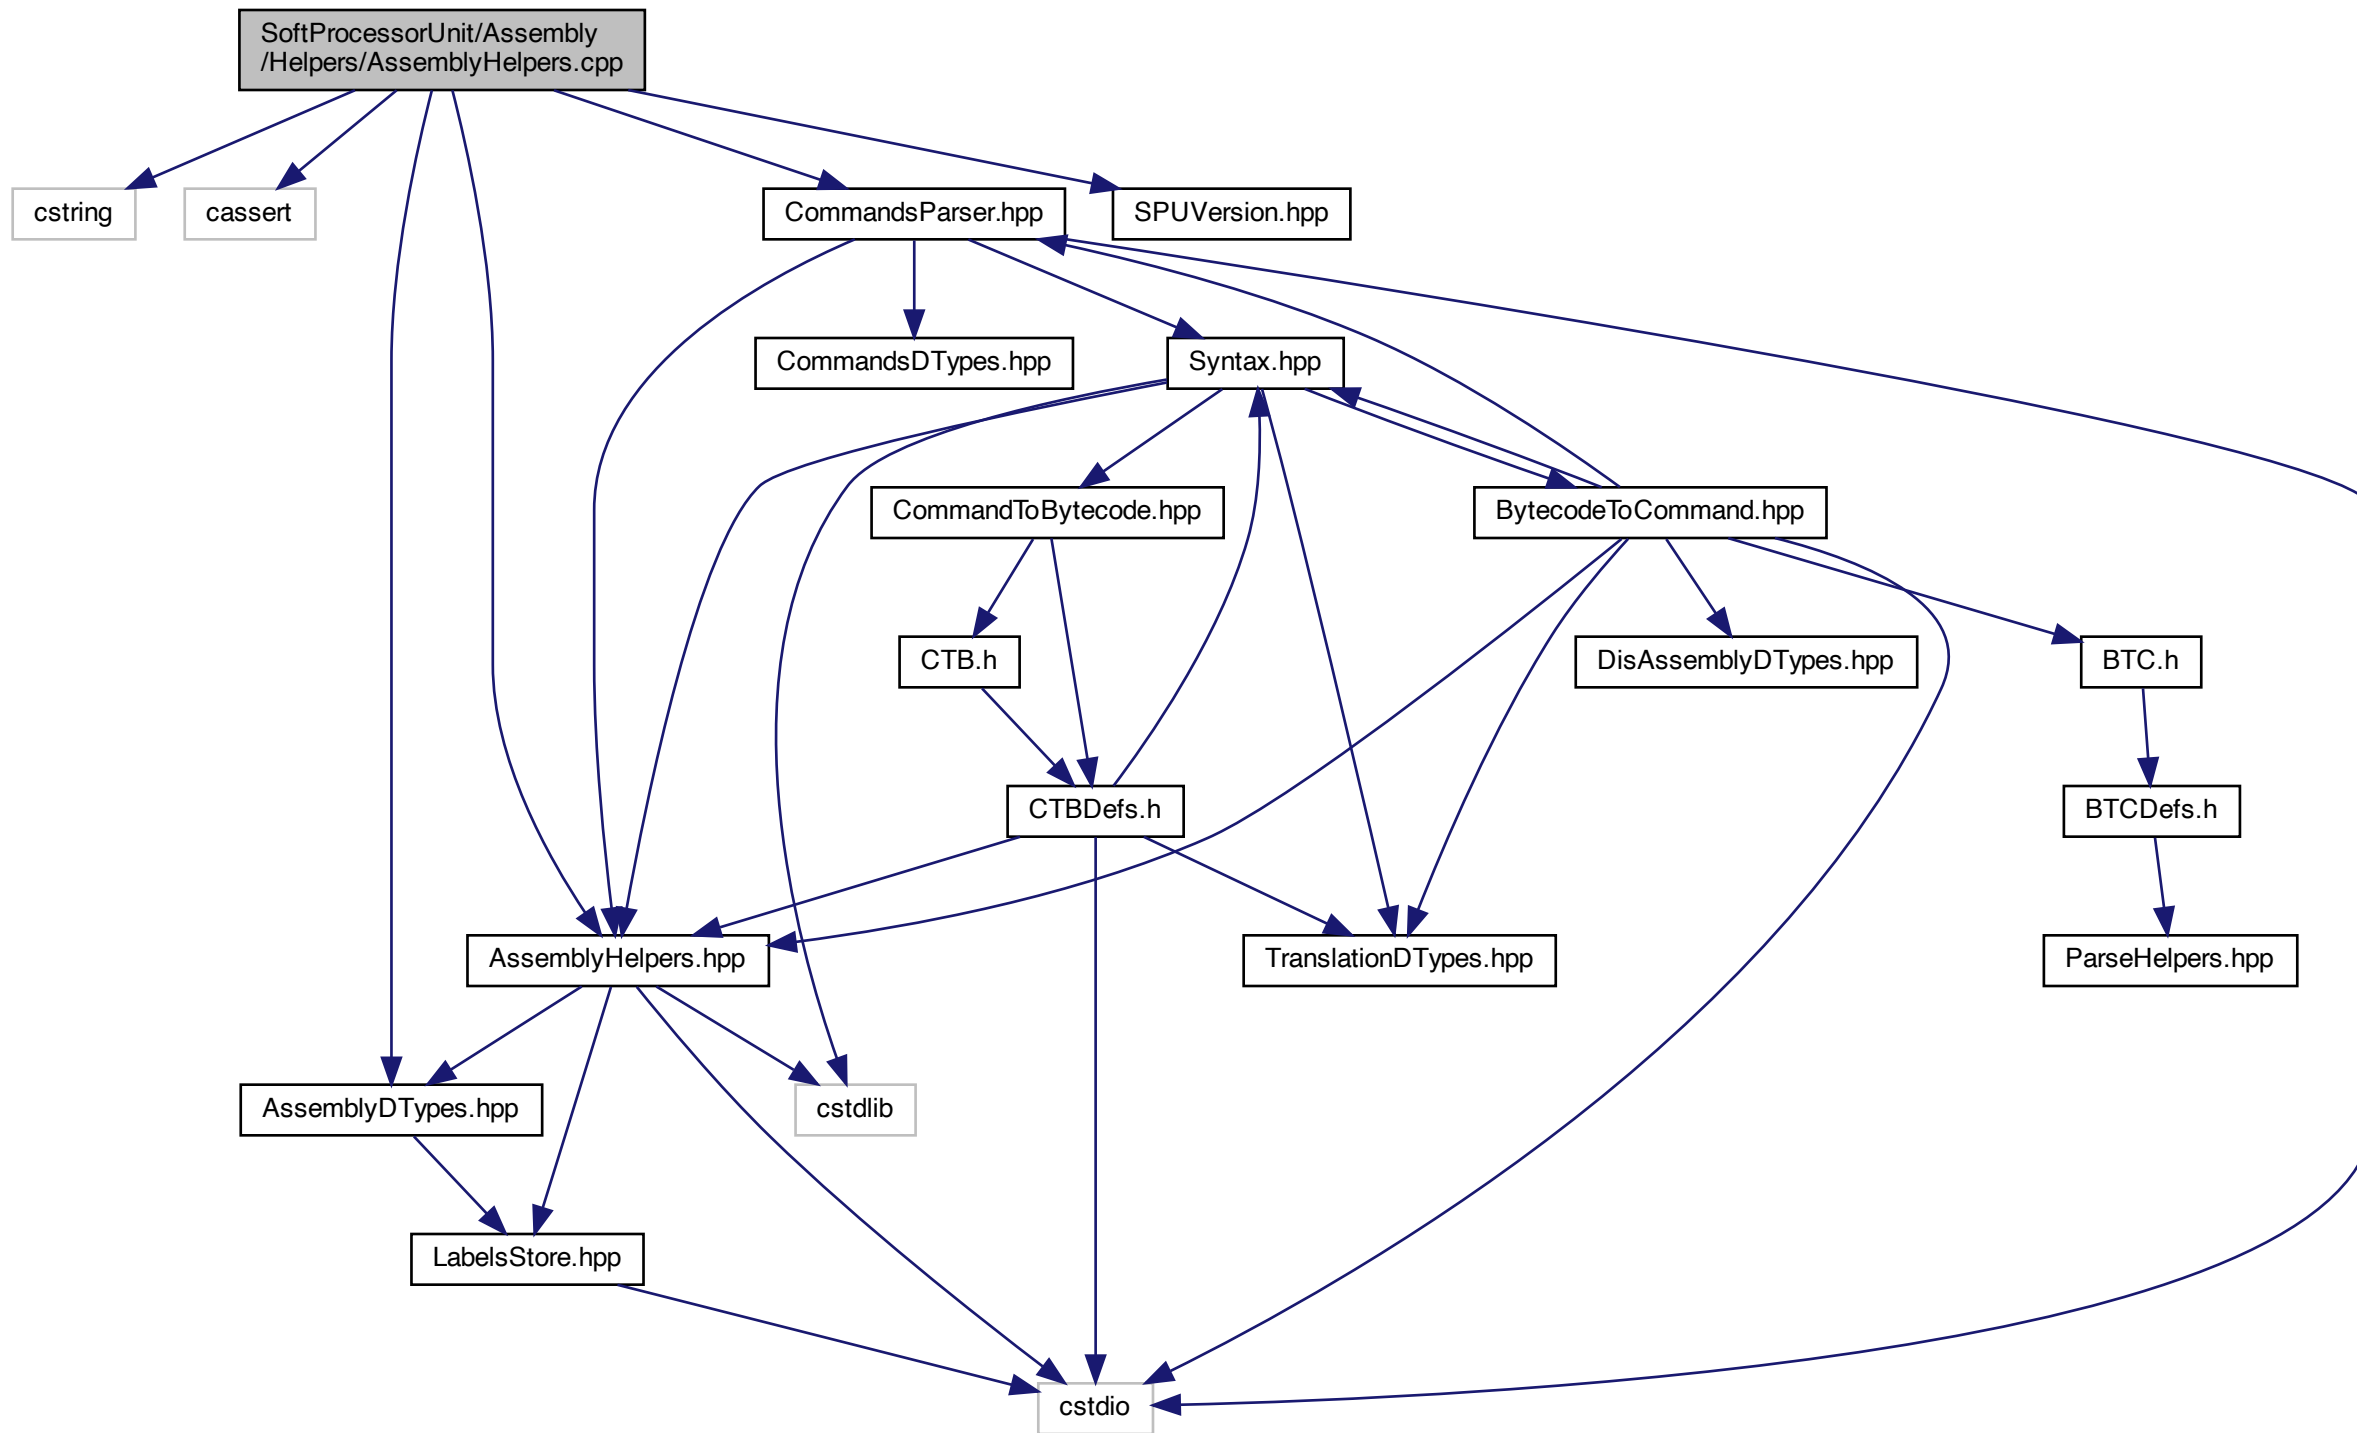 SoftProcessorUnit/Assembly
/Helpers/AssemblyHelpers.cpp
cstring
cassert
CommandsParser.hpp
SPUVersion.hpp
CommandsDTypes.hpp
Syntax.hpp
CommandToBytecode.hpp
BytecodeToCommand.hpp
CTB.h
DisAssemblyDTypes.hpp
BTC.h
CTBDefs.h
BTCDefs.h
AssemblyHelpers.hpp
TranslationDTypes.hpp
ParseHelpers.hpp
AssemblyDTypes.hpp
cstdlib
LabelsStore.hpp
cstdio